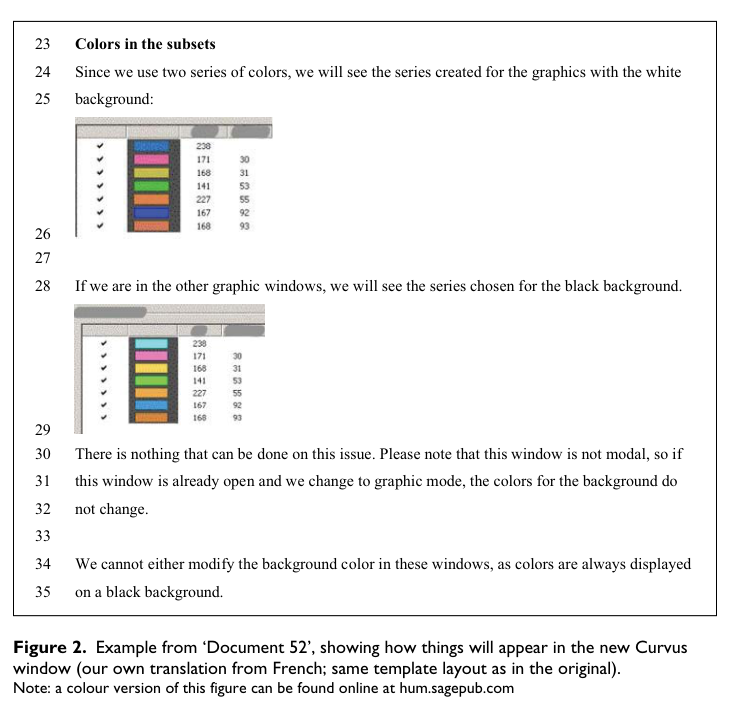 23 Colors in the subsets
24 Since we use two series of colors, we will see the series created for the graphics with the white
25 background:
238
171 30
168 31
141 53
227 55
167 92
168 93
26
27
28 If we are in the other graphic windows, we will see the series chosen for the black background.
238
171 30
168 31
141 53
227 55
167 92
168 93
29
30 There is nothing that can be done on this issue. Please note that this window is not modal, so if
31 this window is already open and we change to graphic mode, the colors for the background do
32 not change.
33
34 We cannot either modify the background color in these windows, as colors are always displayed
35 on a black background.
Figure 2. Example from ‘Document 52’, showing how things will appear in the new Curvus
window (our own translation from French; same template layout as in the original).
Note: a colour version of this figure can be found online at hum.sagepub.com